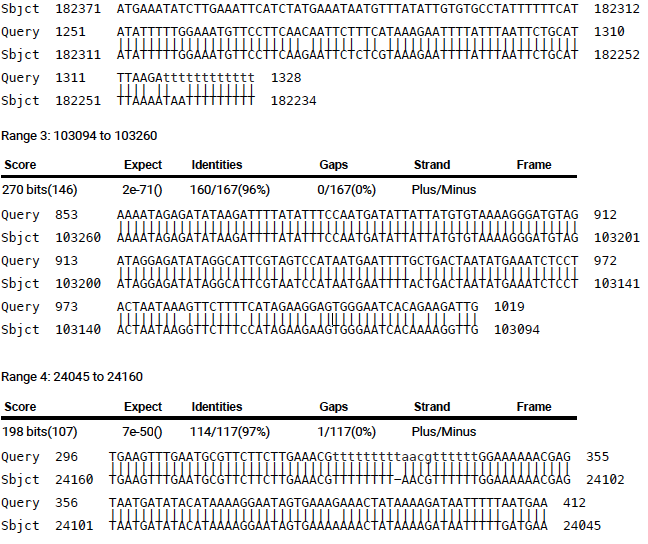 Sbjct 182371 ATGAAATATCTTGAAATTCATCTATGAAATAATGTTTATATTGTGTGCCTATTTTTTCAT 182312
Query 1251 ATATTTTTGGAAATGTTCCTTCAACAATTCTTTCATAAAGAATTTTATTTAATTCTGCAT 1310
Sbjct 182311 ATATTTTTGGAAATGTTCCTTCAAGAATTCTCTCGTAAAGAATTTTATTTAATTCTGCAT 182252
Query 1311 TTAAGAtttttttttttt 1328
Sbjct 182251 TTAAAATAATTTTTTTTT 182234
Range 3: 103094 to 103260
Score Expect Identities Gaps Strand Frame
270 bits(146) 2e-71() 160/167(96%) 0/167(0%) Plus/Minus
Query 853 AAAATAGAGATATAAGATTTTATATTTCCAATGATATTATTATGTGTAAAAGGGATGTAG 912
Sbjct 103260 AAAATAGAGATATAAGATTTTATATTTCCAATGATATTATTATGTGTAAAAGGGATGTAG 103201
Query 913 ATAGGAGATATAGGCATTCGTAGTCCATAATGAATTTTGCTGACTAATATGAAATCTCCT 972
Sbjct 103200 ATAGGAGATATAGGCATTCGTAATCCATAATGAATTTTACTGACTAATATGAAATCTCCT 103141
Query 973 ACTAATAAAGTTCTTTTCATAGAAGGAGTGGGAATCACAGAAGATTG 1019
Sbjct 103140 ACTAATAAGGTTCTTTCCATAGAAGAAGTGGGAATCACAAAAGGTTG 103094
Range 4: 24045 to 24160
Score Expect Identities Gaps Strand Frame
198 bits(107) 7e-50() 114/117(97%) 1/117(0%) Plus/Minus
Query 296 TGAAGTTTGAATGCGTTCTTCTTGAAACGtttttttttaacgttttttGGAAAAAACGAG 355
Sbjct 24160 TGAAGTTTGAATGCGTTCTTCTTGAAACGTTTTTTTT-AACGTTTTTTGGAAAAAACGAG 24102
Query 356 TAATGATATACATAAAAGGAATAGTGAAAGAAACTATAAAAGATAATTTTTAATGAA 412
Sbjct 24101 TAATGATATACATAAAAGGAATAGTGAAAAAAACTATAAAAGATAATTTTTGATGAA 24045